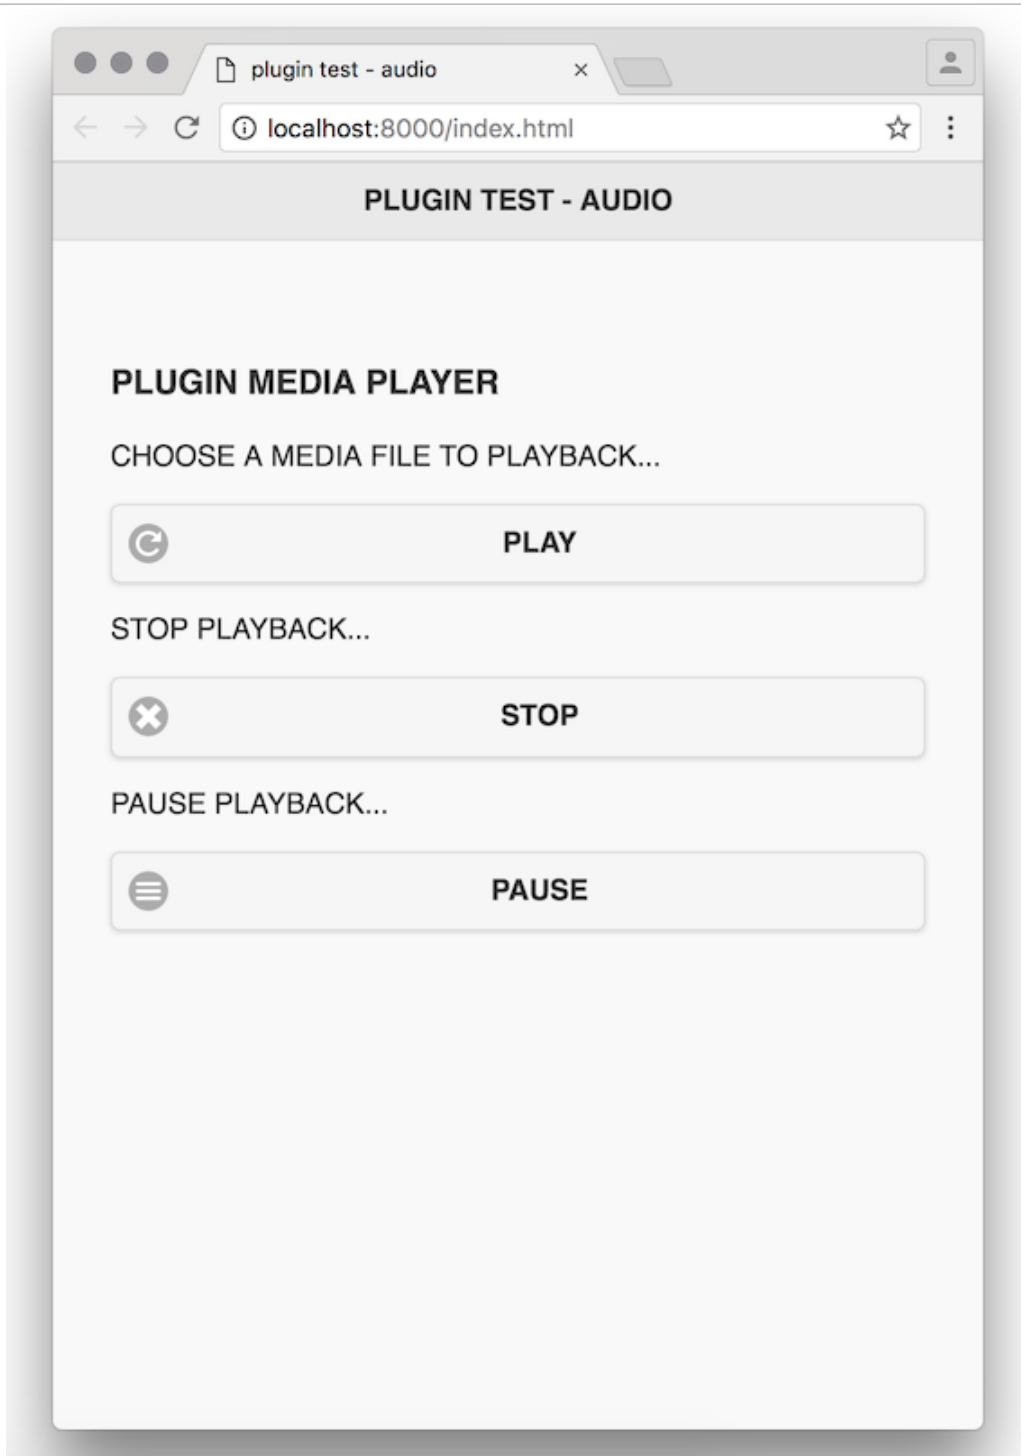 plugin test - audio
localhost:8000/index.html
PLUGIN TEST - AUDIO
PLUGIN MEDIA PLAYER
CHOOSE A MEDIA FILE TO PLAYBACK...
PLAY
STOP PLAYBACK...
STOP
PAUSE PLAYBACK...
PAUSE